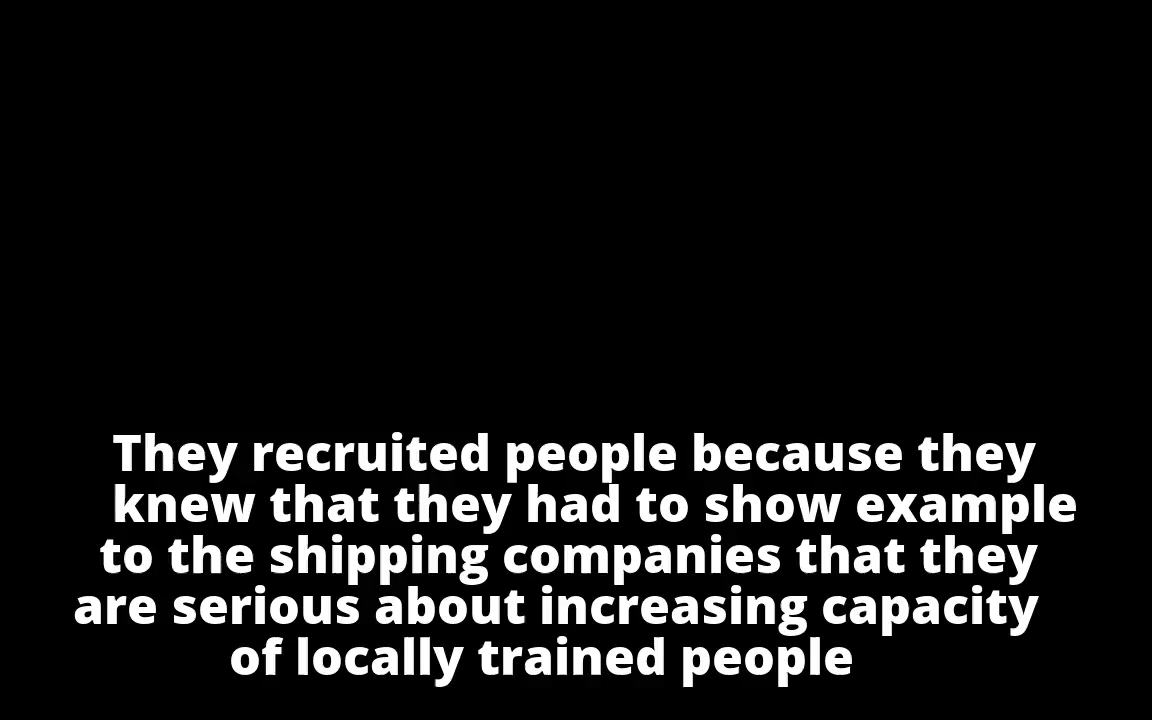 They recruited people because they
knew that they had to show example
to the shipping companies that they
are serious about increasing capacity
of locally trained people